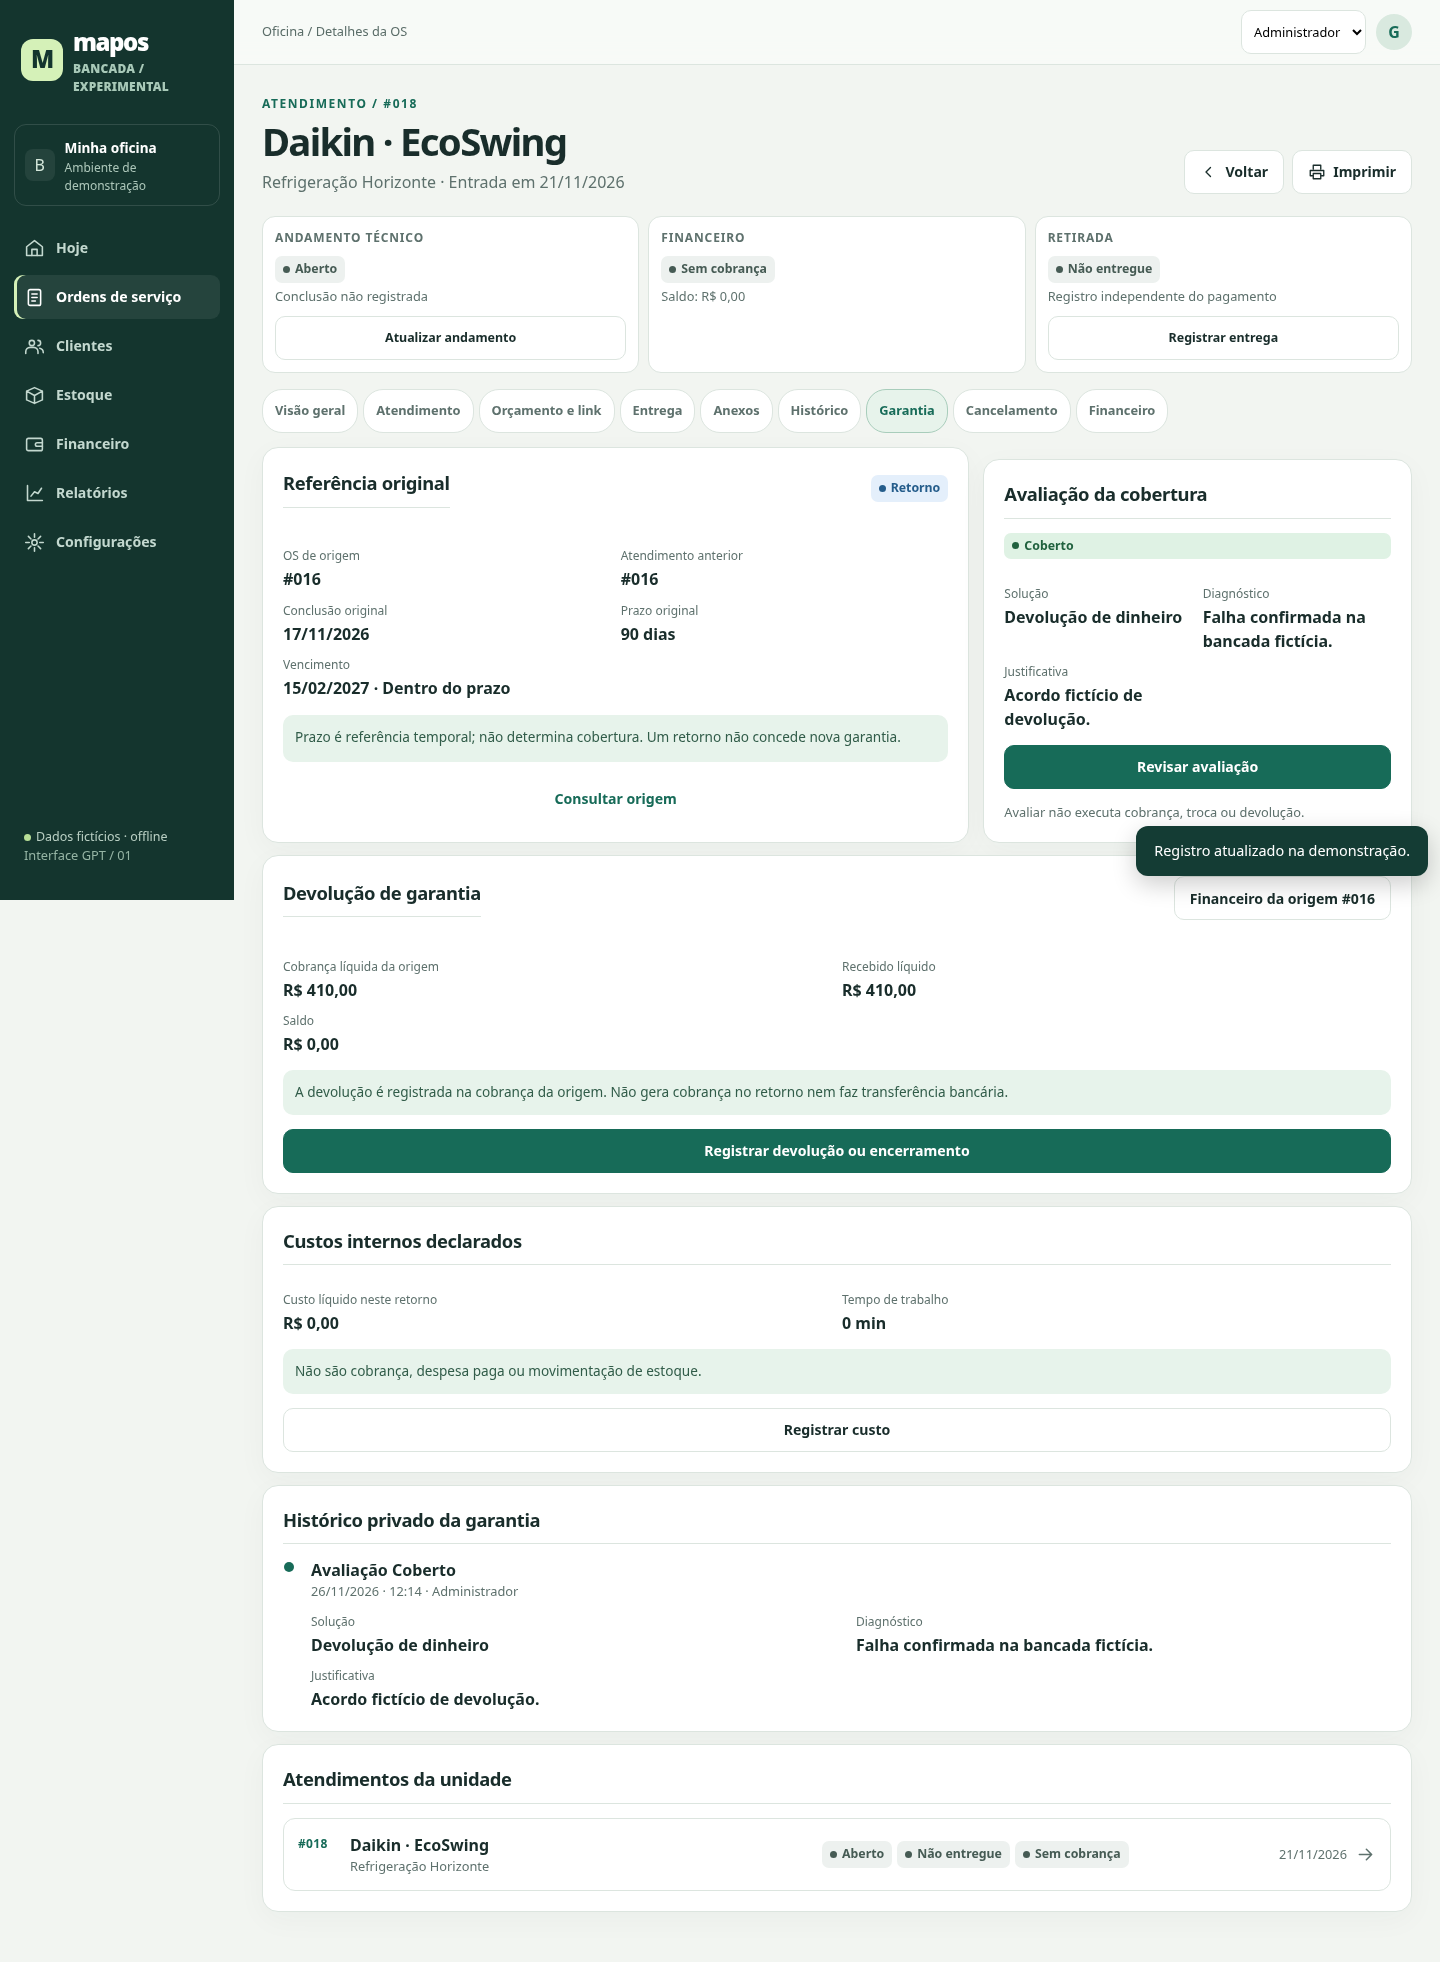 M
mapos
BANCADA /
EXPERIMENTAL
B
Minha oficina
Ambiente de
demonstração
Hoje
Ordens de serviço
Clientes
Estoque
Financeiro
Relatórios
Configurações
Dados fictícios · offline
Interface GPT / 01
Oficina / Detalhes da OS
Administrador
G
ATENDIMENTO / #018
Daikin · EcoSwing
Refrigeração Horizonte · Entrada em 21/11/2026
Voltar
Imprimir
ANDAMENTO TÉCNICO
Aberto
Conclusão não registrada
Atualizar andamento
FINANCEIRO
Sem cobrança
Saldo: R$ 0,00
RETIRADA
Não entregue
Registro independente do pagamento
Registrar entrega
Visão geral
Atendimento
Orçamento e link
Entrega
Anexos
Histórico
Garantia
Cancelamento
Financeiro
Referência original
Retorno
OS de origem
#016
Atendimento anterior
#016
Conclusão original
17/11/2026
Prazo original
90 dias
Vencimento
15/02/2027 · Dentro do prazo
Prazo é referência temporal; não determina cobertura. Um retorno não concede nova garantia.
Consultar origem
Avaliação da cobertura
Coberto
Solução
Devolução de dinheiro
Diagnóstico
Falha confirmada na
bancada fictícia.
Justificativa
Acordo fictício de
devolução.
Revisar avaliação
Avaliar não executa cobrança, troca ou devolução.
Registro atualizado na demonstração.
Devolução de garantia
Financeiro da origem #016
Cobrança líquida da origem
R$ 410,00
Recebido líquido
R$ 410,00
Saldo
R$ 0,00
A devolução é registrada na cobrança da origem. Não gera cobrança no retorno nem faz transferência bancária.
Registrar devolução ou encerramento
Custos internos declarados
Custo líquido neste retorno
R$ 0,00
Tempo de trabalho
0 min
Não são cobrança, despesa paga ou movimentação de estoque.
Registrar custo
Histórico privado da garantia
Avaliação Coberto
26/11/2026 · 12:14 · Administrador
Solução
Devolução de dinheiro
Diagnóstico
Falha confirmada na bancada fictícia.
Justificativa
Acordo fictício de devolução.
Atendimentos da unidade
#018
Daikin · EcoSwing
Refrigeração Horizonte
Aberto
Não entregue
Sem cobrança
21/11/2026